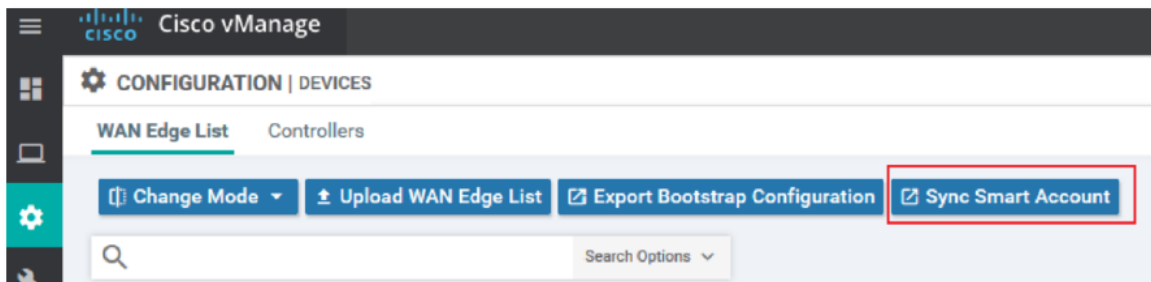 CISCO Cisco vManage
CONFIGURATION | DEVICES
WAN Edge List Controllers
Change Mode Upload WAN Edge List Export Bootstrap Configuration Sync Smart Account
Search Options